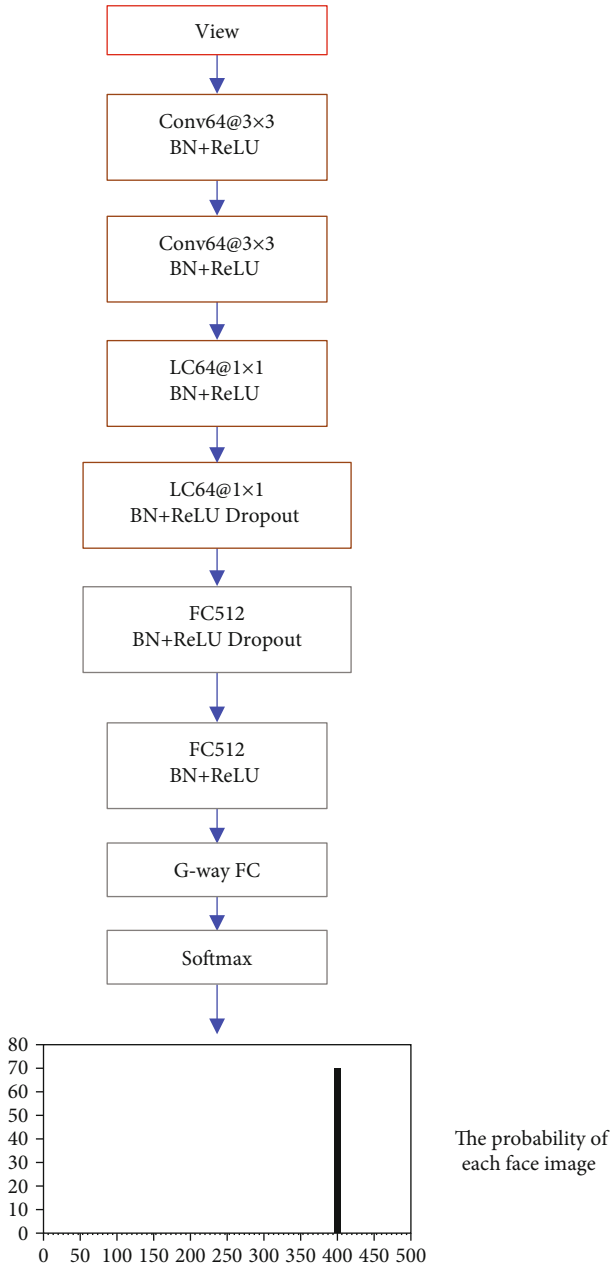 View
Conv64@3×3
BN+ReLU
Conv64@3×3
BN+ReLU
LC64@1×1
BN+ReLU
LC64@1×1
BN+ReLU Dropout
FC512
BN+ReLU Dropout
FC512
BN+ReLU
G-way FC
Softmax
80
70
60
50
40
30
20
10
0
0 50 100 150 200 250 300 350 400 450 500
The probability of
each face image